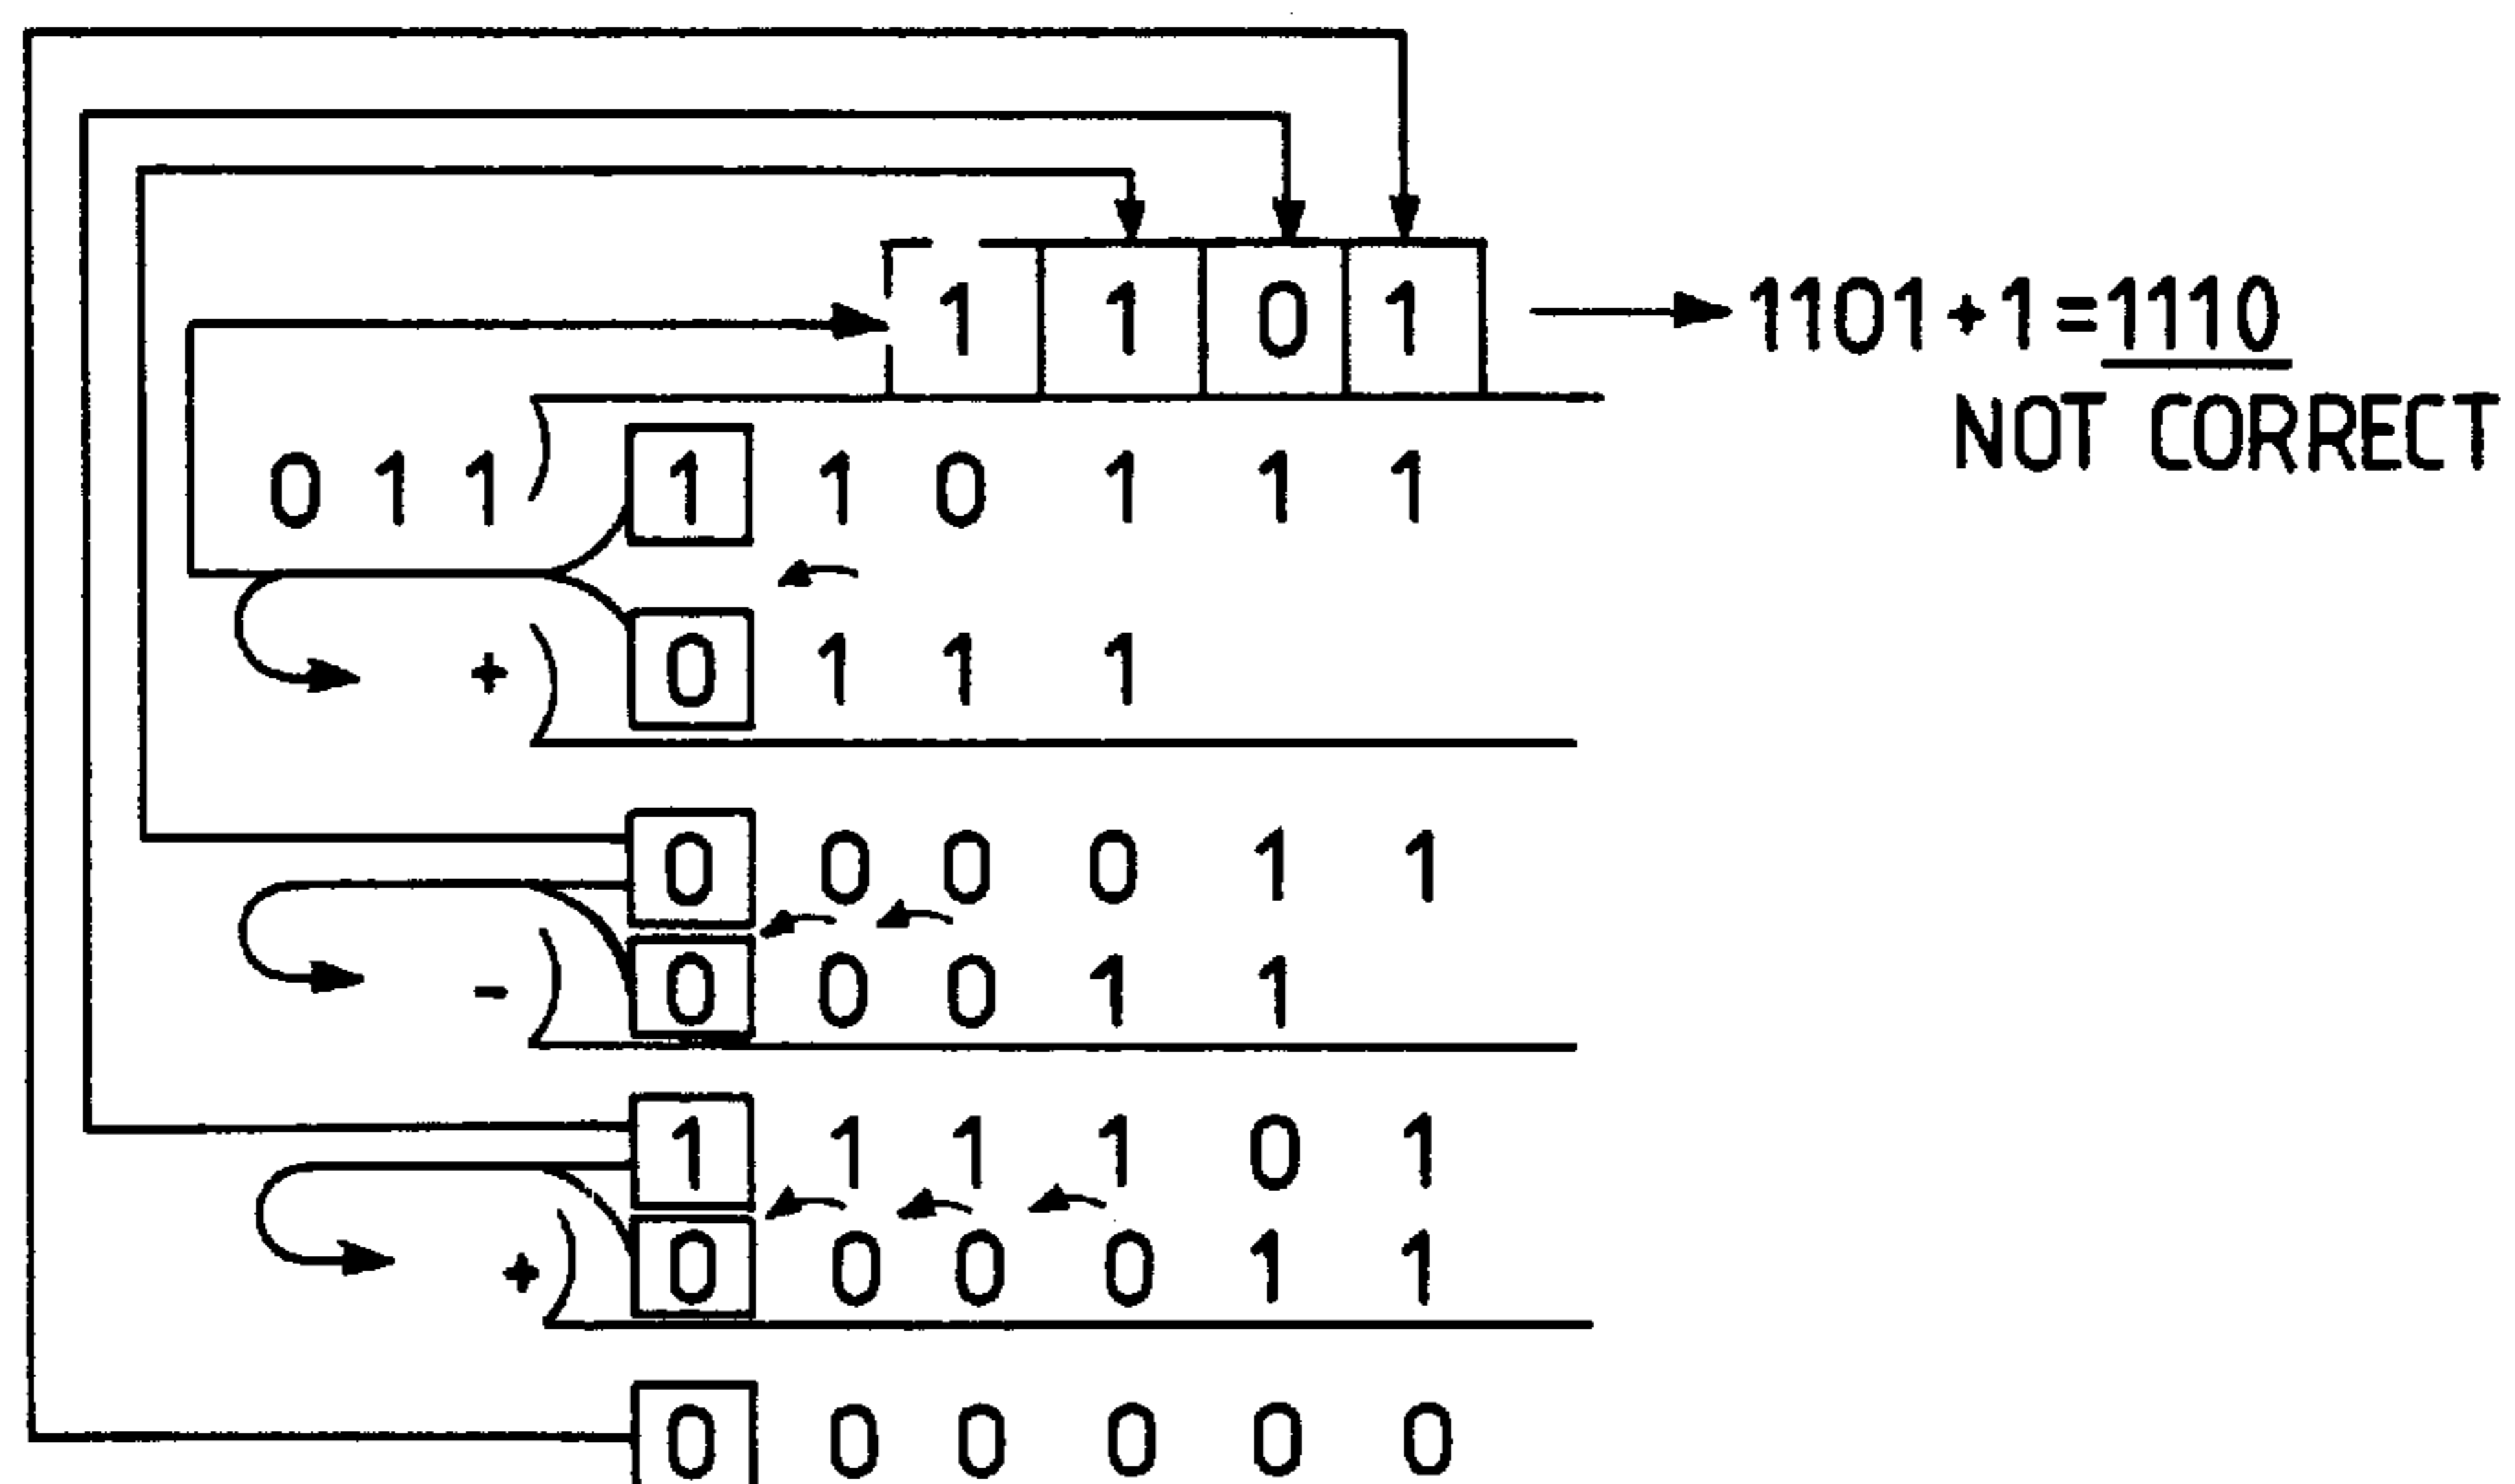 1 1 0 1 1101+1=1110
NOT CORRECT
0 1 1 ) 1 1 0 1 1 1
+ ) 0 1 1 1
0 0 0 0 1 1
- ) 0 0 0 1 1
1 1 1 1 0 1
+ ) 0 0 0 0 1 1
0 0 0 0 0 0